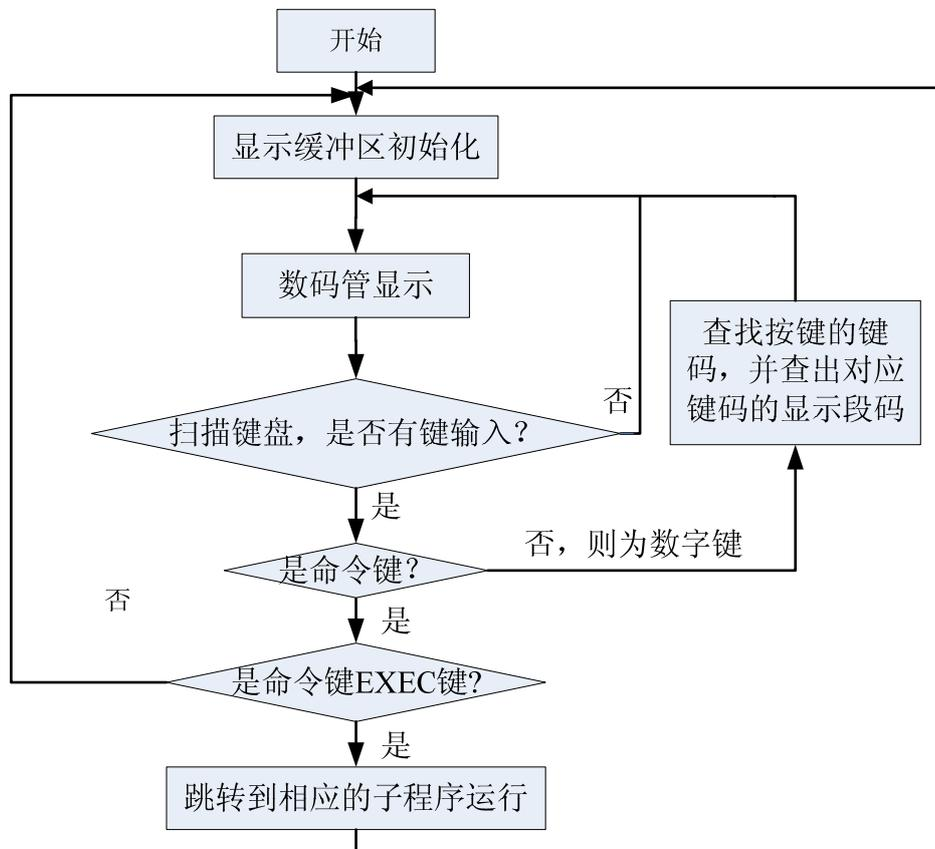 开始
显示缓冲区初始化
数码管显示
查找按键的键
码，并查出对应
键码的显示段码
否
扫描键盘，是否有键输入？
是
否，则为数字键
是命令键？
否
是
是命令键EXEC键?
是
跳转到相应的子程序运行